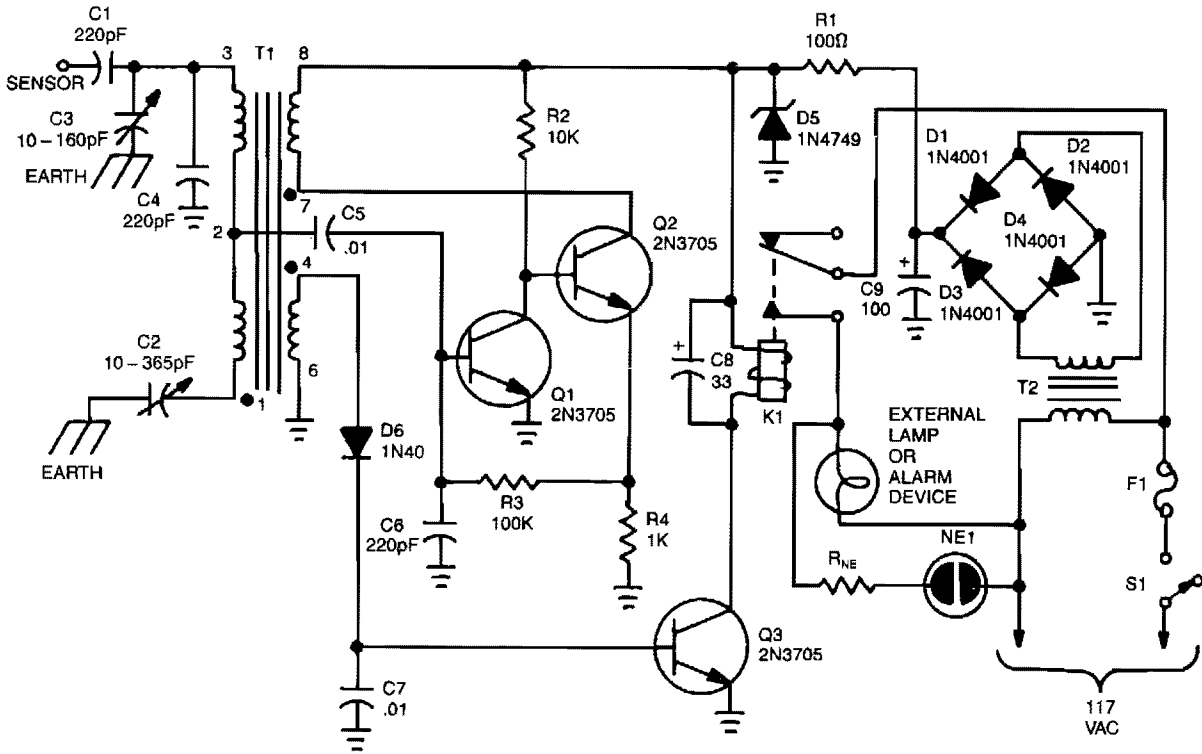 C1
220pF
SENSOR
C3
10–160pF
EARTH
C4
220pF
3
T1
8
2
7
4
6
1
C2
10–365pF
EARTH
C5
.01
R2
10K
Q2
2N3705
Q1
2N3705
D6
1N40
R3
100K
C6
220pF
R4
1K
C7
.01
Q3
2N3705
R1
100Ω
D5
1N4749
D1
1N4001
D2
1N4001
D4
1N4001
D3
1N4001
+
C9
100
+
C8
33
K1
T2
EXTERNAL
LAMP
OR
ALARM
DEVICE
F1
NE1
RNE
S1
117
VAC